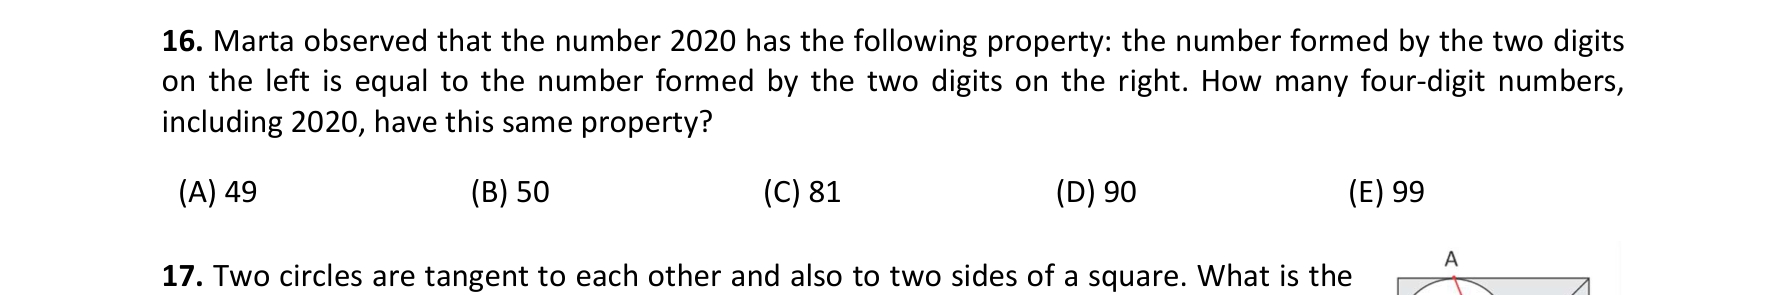 16. Marta observed that the number 2020 has the following property: the number formed by the two digits
on the left is equal to the number formed by the two digits on the right. How many four-digit numbers,
including 2020, have this same property?
(A) 49 (B) 50 (C) 81 (D) 90 (E) 99
A
17. Two circles are tangent to each other and also to two sides of a square. What is the